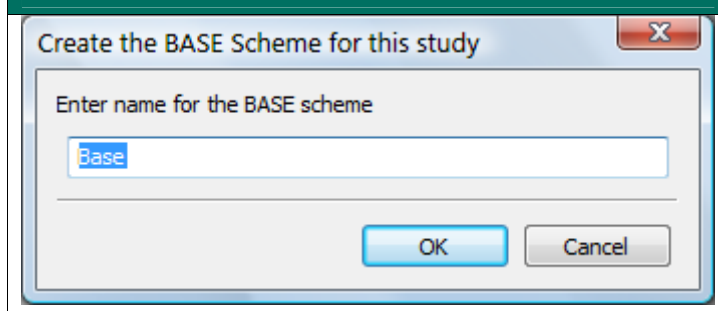 Create the BASE Scheme for this study
Enter name for the BASE scheme
Base
OK Cancel